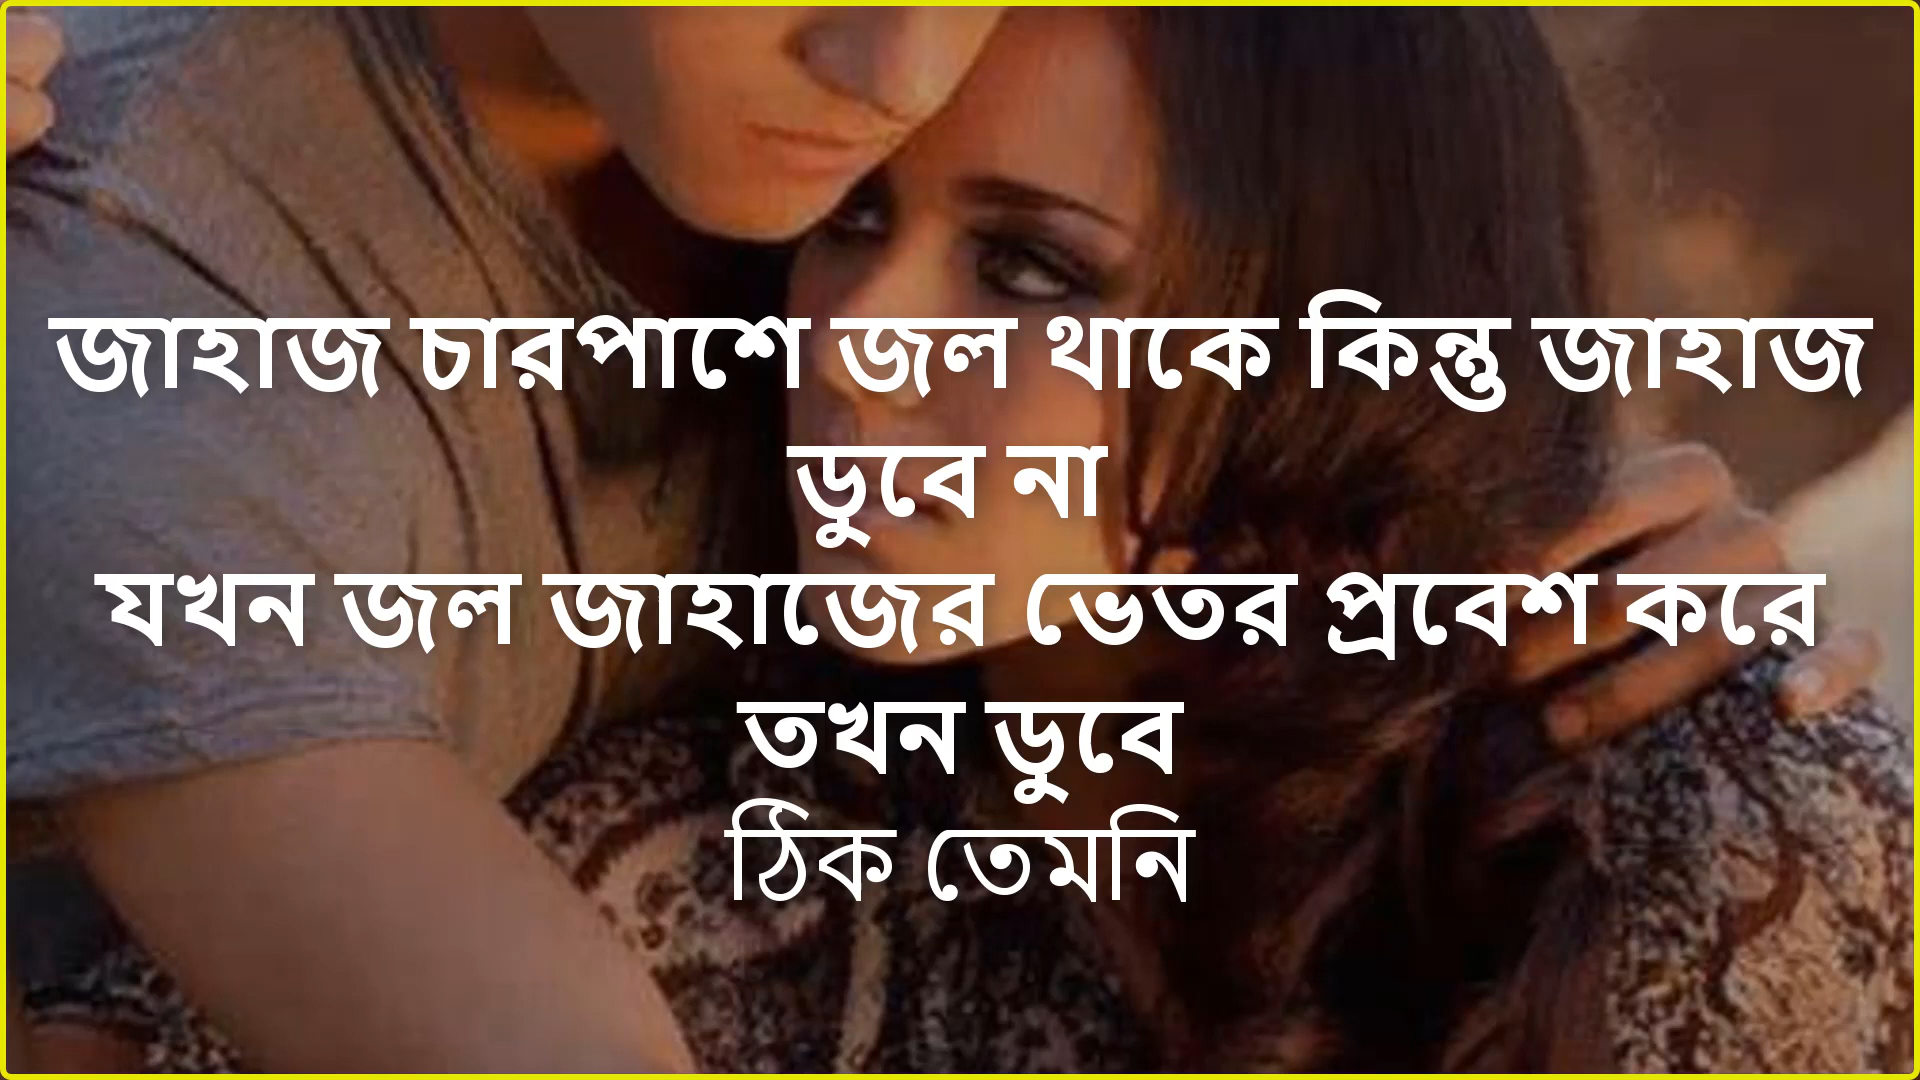 জাহাজ চারপাশে জল থাকে কিন্তু জাহাজ
ডুবে না
যখন জল জাহাজের ভেতর প্রবেশ করে
তখন ডুবে
ঠিক তেমনি